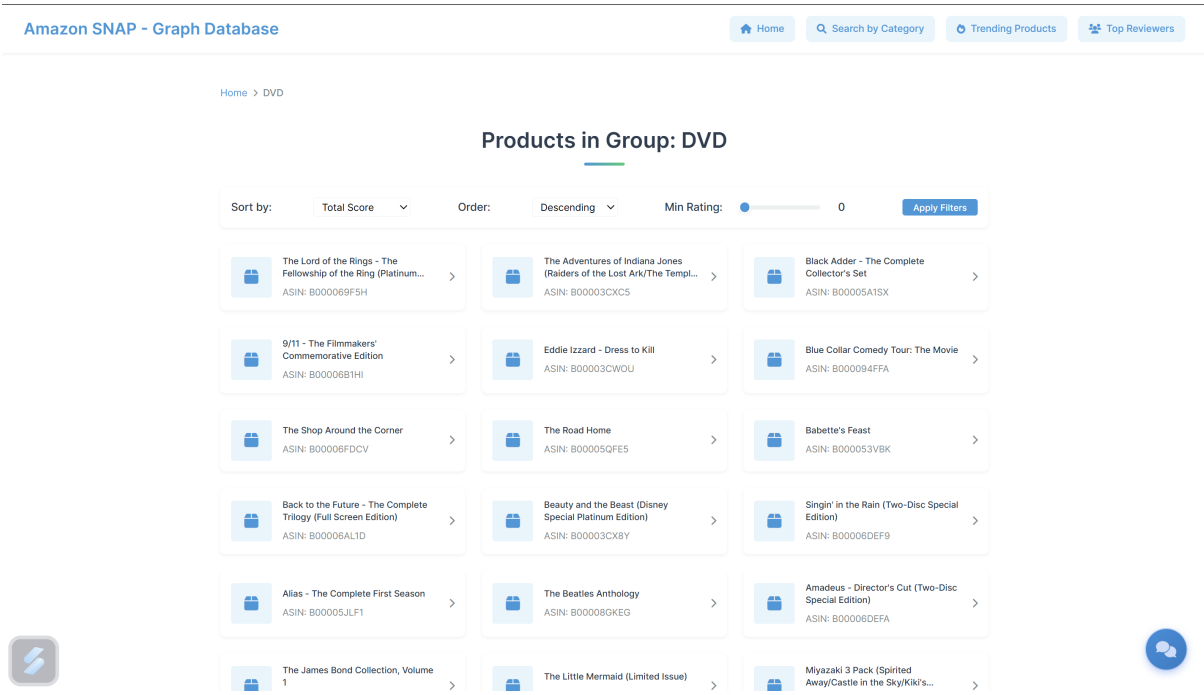 Amazon SNAP - Graph Database
Home
Search by Category
Trending Products
Top Reviewers
Home > DVD
Products in Group: DVD
Sort by:
Total Score
Order:
Descending
Min Rating:
0
Apply Filters
The Lord of the Rings - The
Fellowship of the Ring (Platinum...
ASIN: B000069F5H
The Adventures of Indiana Jones
(Raiders of the Lost Ark/The Templ...
ASIN: B00003CXC5
Black Adder - The Complete
Collector's Set
ASIN: B00005A1SX
9/11 - The Filmmakers'
Commemorative Edition
ASIN: B00006B1HI
Eddie Izzard - Dress to Kill
ASIN: B00003CWOU
Blue Collar Comedy Tour: The Movie
ASIN: B000094FFA
The Shop Around the Corner
ASIN: B00006FDCV
The Road Home
ASIN: B00005QFE5
Babette's Feast
ASIN: B000053VBK
Back to the Future - The Complete
Trilogy (Full Screen Edition)
ASIN: B00006AL1D
Beauty and the Beast (Disney
Special Platinum Edition)
ASIN: B00003CX8Y
Singin' in the Rain (Two-Disc Special
Edition)
ASIN: B00006DEF9
Alias - The Complete First Season
ASIN: B00005JLF1
The Beatles Anthology
ASIN: B00008GKEG
Amadeus - Director's Cut (Two-Disc
Special Edition)
ASIN: B00006DEFA
The James Bond Collection, Volume
1
The Little Mermaid (Limited Issue)
Miyazaki 3 Pack (Spirited
Away/Castle in the Sky/Kiki's...